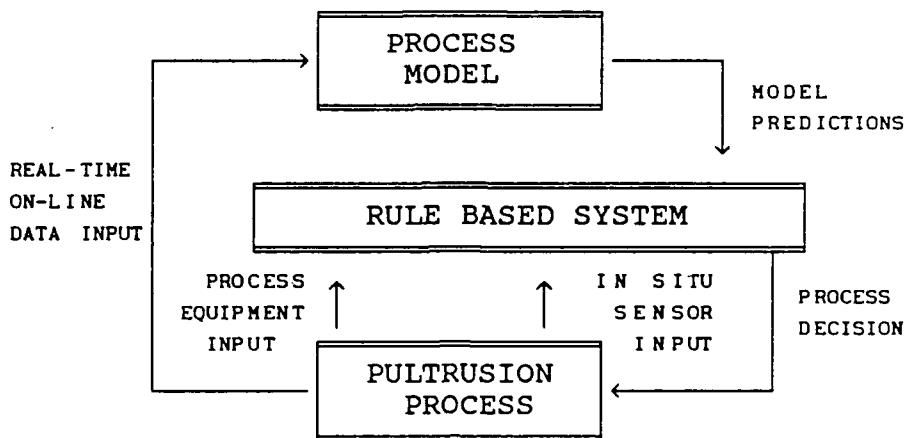 PROCESS
MODEL
MODEL
PREDICTIONS
REAL-TIME
ON-LINE
DATA INPUT
RULE BASED SYSTEM
PROCESS
EQUIPMENT
INPUT
IN SITU
SENSOR
INPUT
PROCESS
DECISION
PULTRUSION
PROCESS